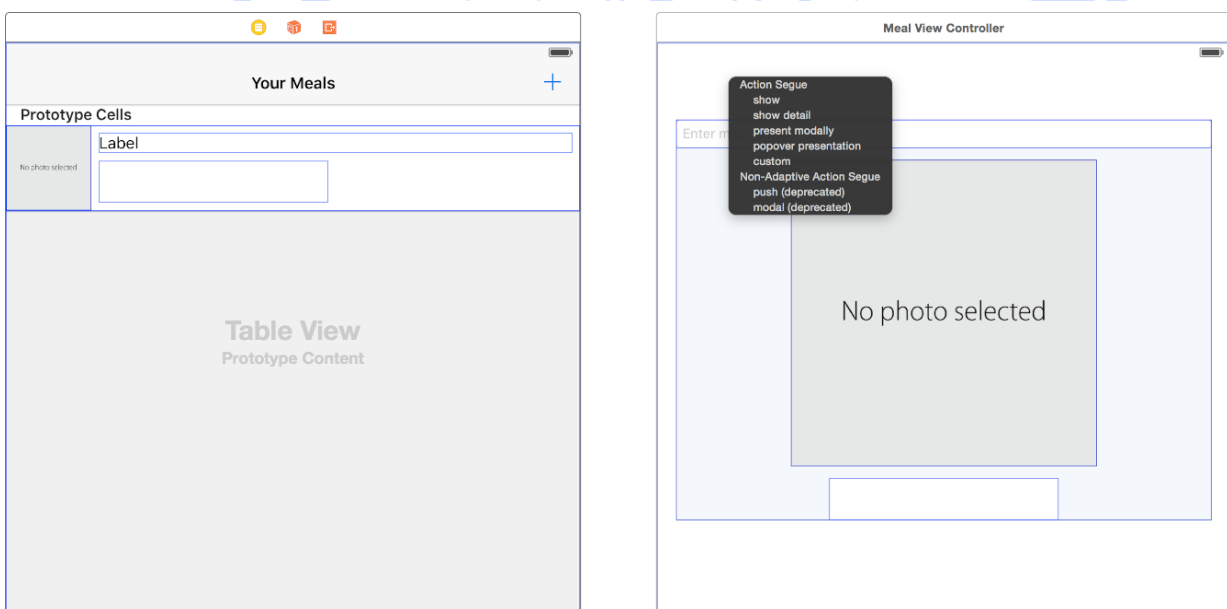 Your Meals
Prototype Cells
No photo selected
Label
Table View
Prototype Content
Meal View Controller
Enter m
Action Segue
show
show detail
present modally
popover presentation
custom
Non-Adaptive Action Segue
push (deprecated)
modal (deprecated)
No photo selected